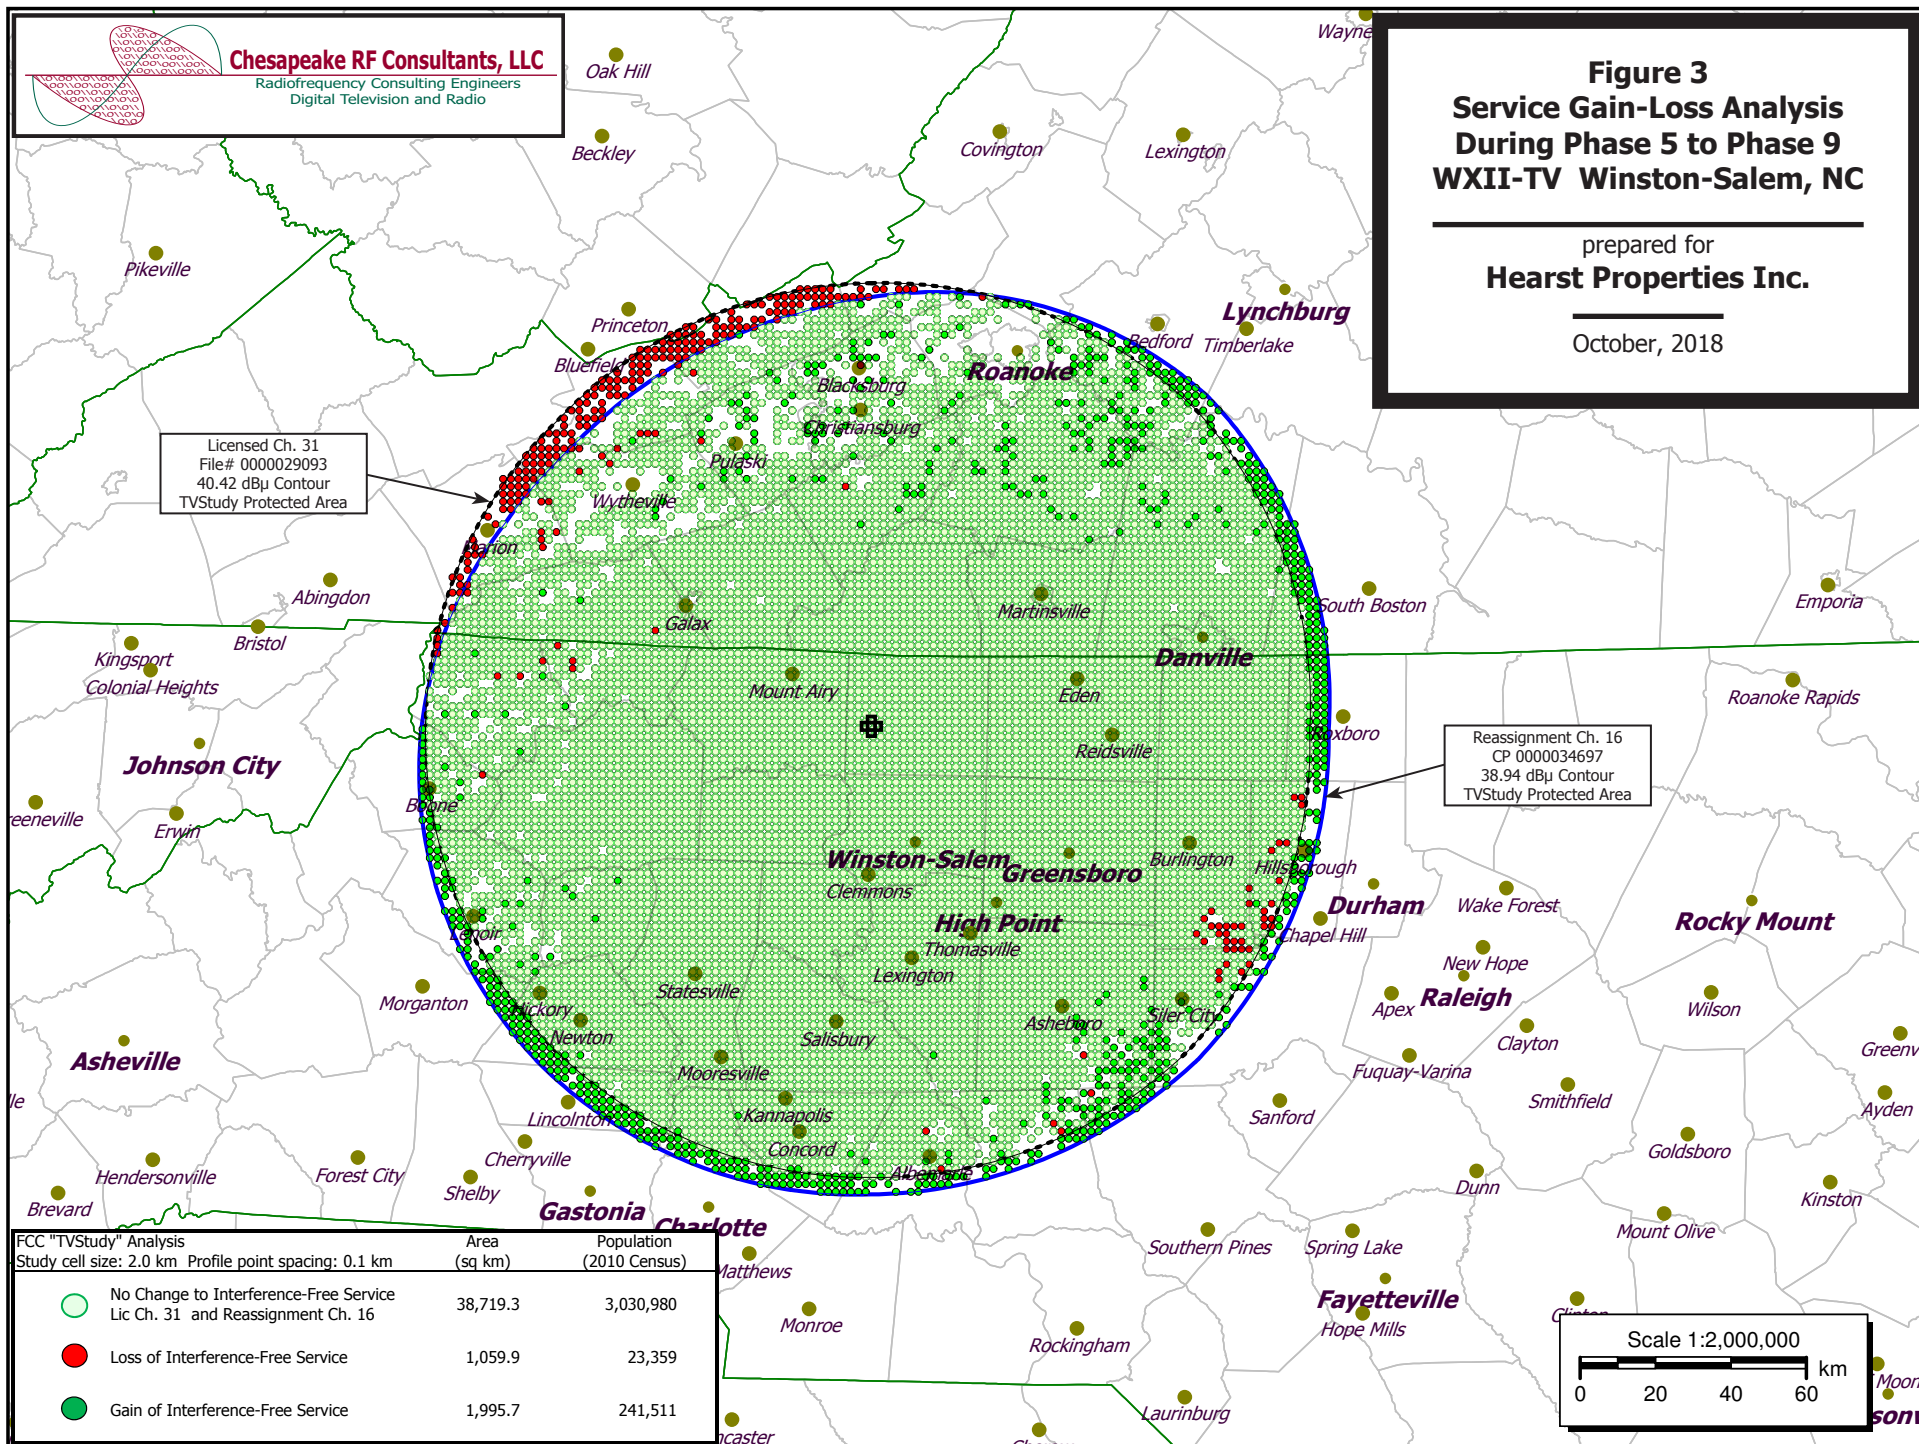 Chesapeake RF Consultants, LLC
Radiofrequency Consulting Engineers
Digital Television and Radio
Figure 3
Service Gain-Loss Analysis
During Phase 5 to Phase 9
WXII-TV Winston-Salem, NC
prepared for
Hearst Properties Inc.
October, 2018
Wayne
Oak Hill
Beckley
Covington
Lexington
Pikeville
Princeton
Lynchburg
Bluefield
Bedford
Timberlake
Roanoke
Blacksburg
Christiansburg
Pulaski
Licensed Ch. 31
File# 0000029093
40.42 dBµ Contour
TVStudy Protected Area
Wytheville
Marion
Abingdon
Galax
Martinsville
South Boston
Emporia
Bristol
Kingsport
Colonial Heights
Danville
Mount Airy
Eden
Roanoke Rapids
Reidsville
Roxboro
Reassignment Ch. 16
CP 0000034697
38.94 dBµ Contour
TVStudy Protected Area
Johnson City
Boone
reeneville
Erwin
Winston-Salem
Greensboro
Burlington
Hillsborough
Clemmons
Durham
Wake Forest
Rocky Mount
High Point
Lenoir
Chapel Hill
Thomasville
Lexington
New Hope
Statesville
Morganton
Raleigh
Apex
Wilson
Hickory
Newton
Salisbury
Asheboro
Siler City
Clayton
Greenv
Asheville
Mooresville
Fuquay-Varina
lle
Kannapolis
Lincolnton
Sanford
Smithfield
Ayden
Concord
Cherryville
Goldsboro
Albemarle
Hendersonville
Forest City
Shelby
Dunn
Kinston
Brevard
Gastonia
Charlotte
Mount Olive
Southern Pines
Spring Lake
Matthews
Fayetteville
Hope Mills
Clinton
Monroe
Rockingham
Moon
Laurinburg
sonv
ncaster
FCC "TVStudy" Analysis
Study cell size: 2.0 km Profile point spacing: 0.1 km
Area
(sq km)
Population
(2010 Census)
No Change to Interference-Free Service
Lic Ch. 31 and Reassignment Ch. 16
38,719.3
3,030,980
Loss of Interference-Free Service
1,059.9
23,359
Gain of Interference-Free Service
1,995.7
241,511
Scale 1:2,000,000
km
0 20 40 60